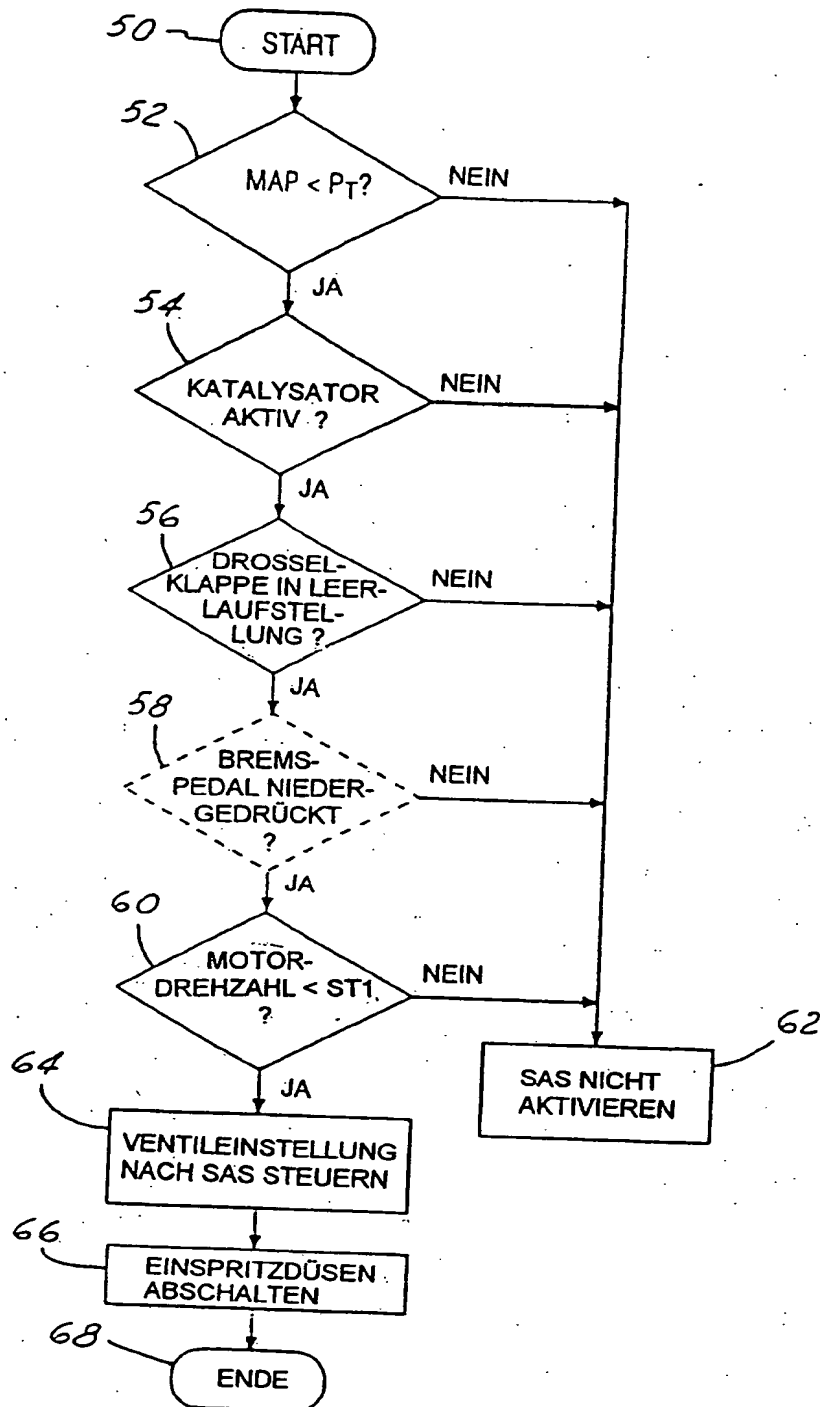 50
START
52
MAP < PT?
NEIN
JA
54
KATALYSATOR
AKTIV ?
NEIN
JA
56
DROSSEL-
KLAPPE IN LEER-
LAUFSTEL-
LUNG ?
NEIN
JA
58
BREMS-
PEDAL NIEDER-
GEDRÜCKT
?
NEIN
JA
60
MOTOR-
DREHZAHL < ST1
?
NEIN
JA
62
SAS NICHT
AKTIVIEREN
64
VENTILEINSTELLUNG
NACH SAS STEUERN
66
EINSPRITZDÜSEN
ABSCHALTEN
68
ENDE